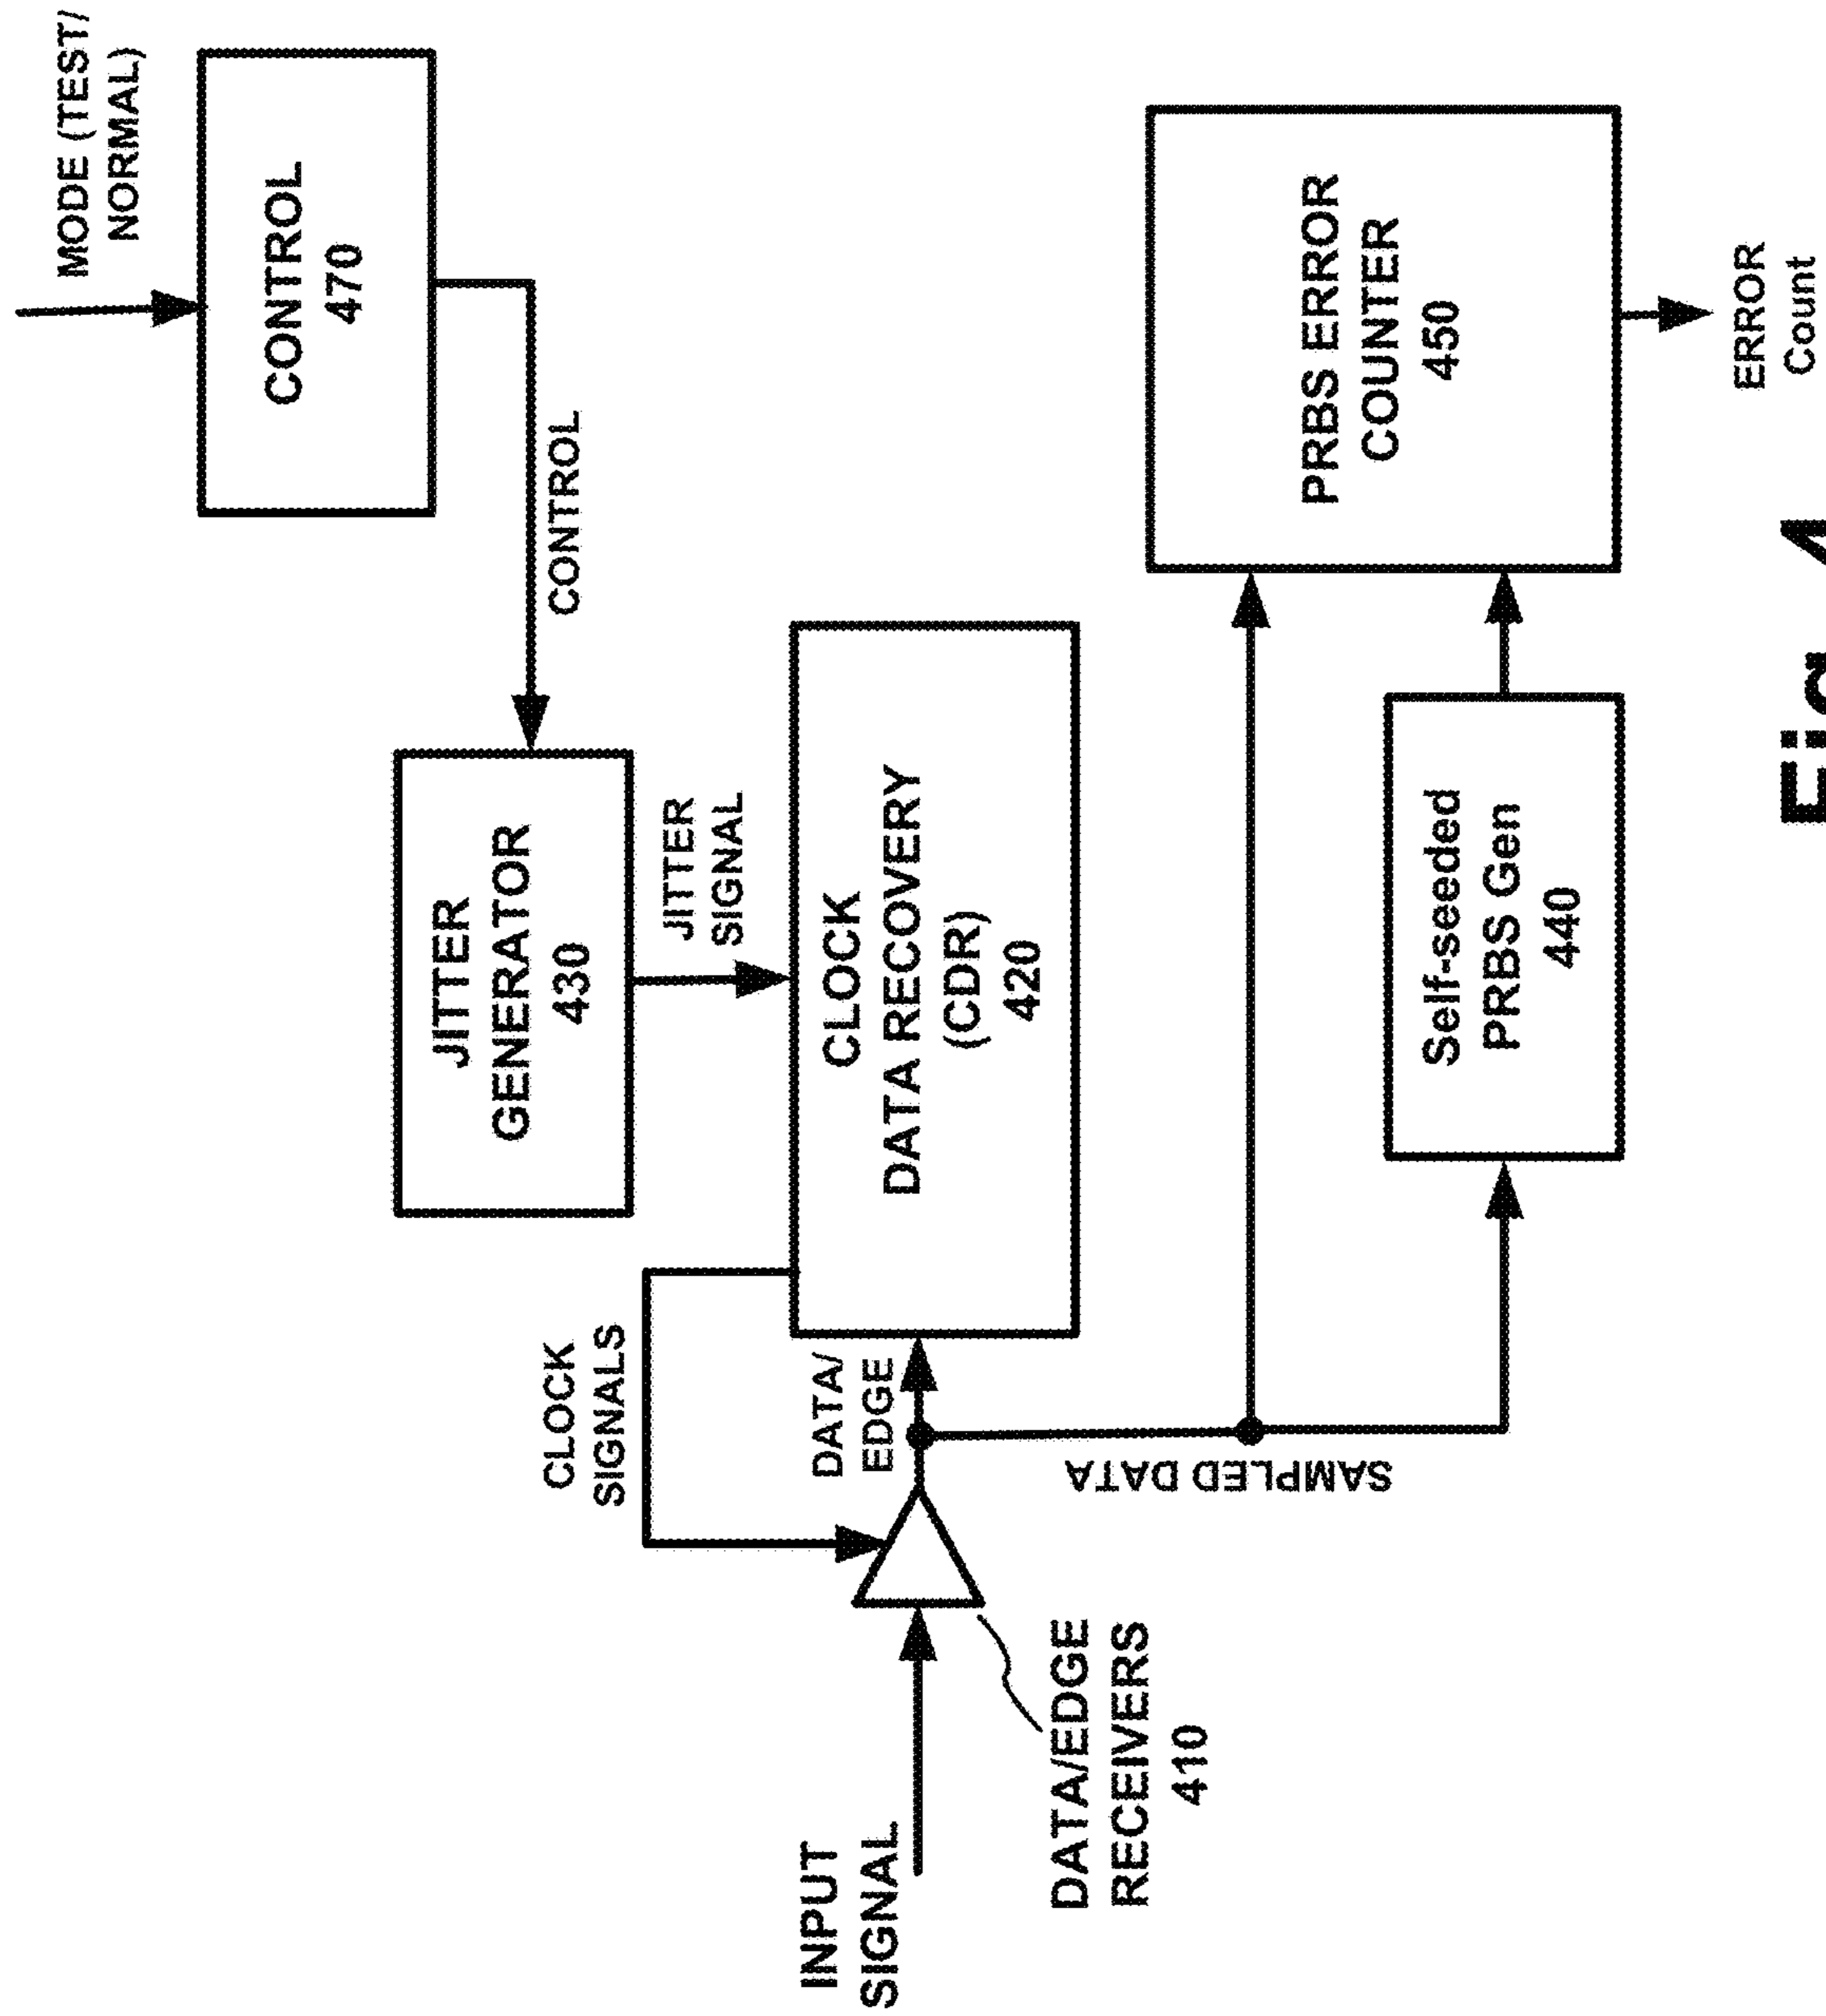 MODE (TEST/
NORMAL)
CONTROL
470
CONTROL
JITTER
GENERATOR
430
JITTER
SIGNAL
CLOCK
SIGNALS
CLOCK
DATA RECOVERY
(CDR)
420
DATA/
EDGE
INPUT
SIGNAL
DATA/EDGE
RECEIVERS
410
SAMPLED DATA
PRBS ERROR
COUNTER
450
Self-seeded
PRBS Gen
440
ERROR
Count
Fig. 4